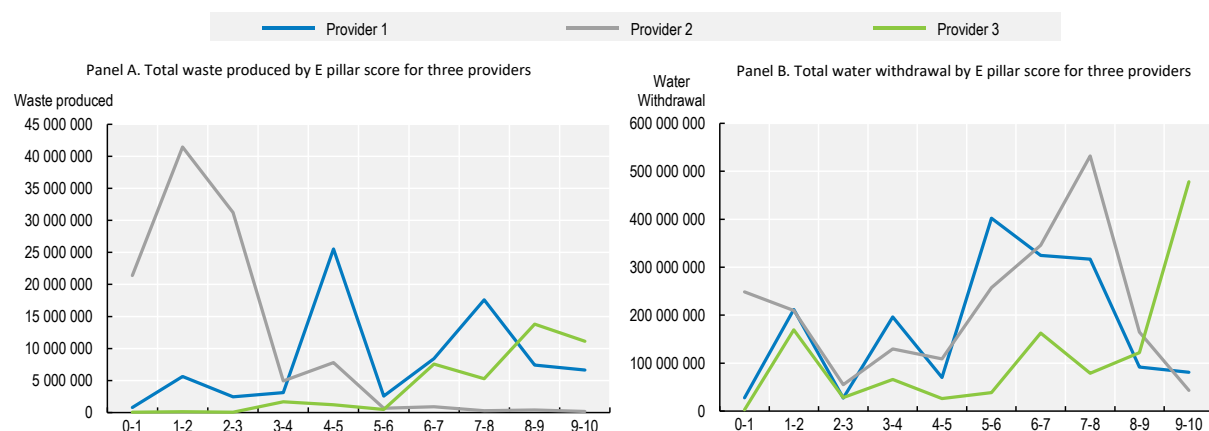 Provider 1 Provider 2 Provider 3
Panel A. Total waste produced by E pillar score for three providers
Waste produced
45 000 000
40 000 000
35 000 000
30 000 000
25 000 000
20 000 000
15 000 000
10 000 000
5 000 000
0
0-1 1-2 2-3 3-4 4-5 5-6 6-7 7-8 8-9 9-10
Panel B. Total water withdrawal by E pillar score for three providers
Water
Withdrawal
600 000 000
500 000 000
400 000 000
300 000 000
200 000 000
100 000 000
0
0-1 1-2 2-3 3-4 4-5 5-6 6-7 7-8 8-9 9-10